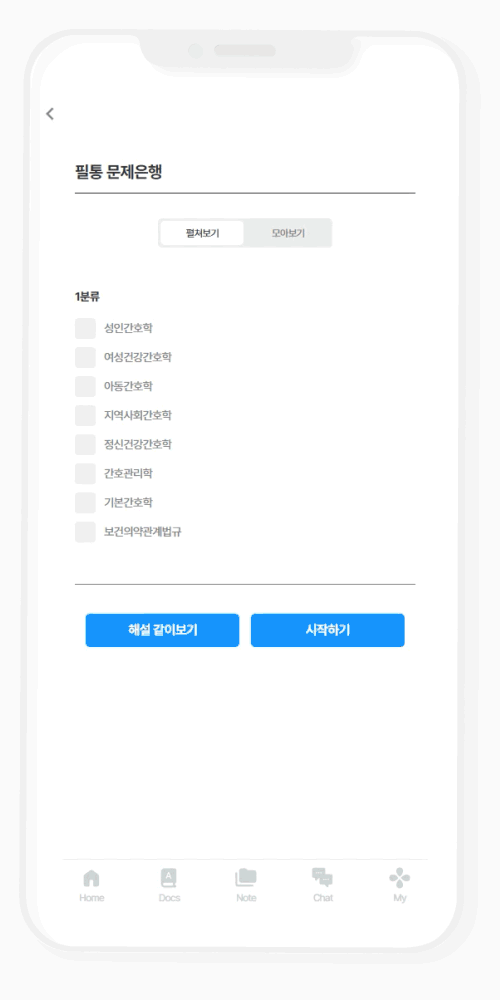 필통 문제은행
펼쳐보기 모아보기
1분류
성인간호학
여성건강간호학
아동간호학
지역사회간호학
정신건강간호학
간호관리학
기본간호학
보건의약관계법규
해설 같이보기 시작하기
Home Docs Note Chat My